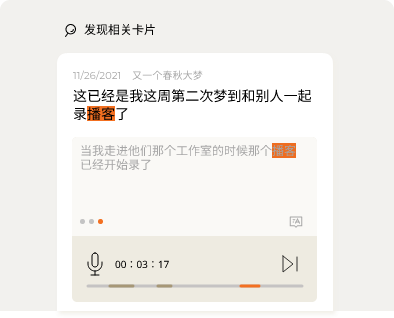 发现相关卡片
11/26/2021 又一个春秋大梦
这已经是我这周第二次梦到和别人一起
录播客了
当我走进他们那个工作室的时候那个播客
已经开始录了
00：03：17